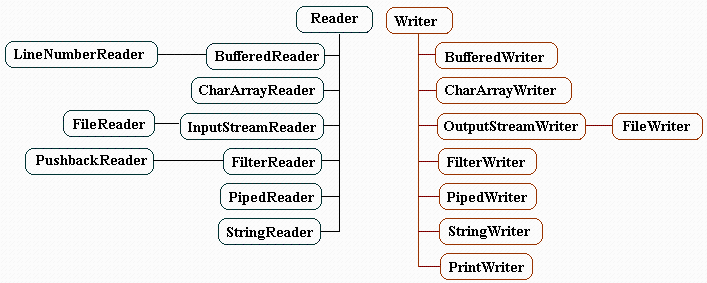 Reader
Writer
LineNumberReader
BufferedReader
BufferedWriter
CharArrayReader
CharArrayWriter
FileReader
InputStreamReader
OutputStreamWriter
FileWriter
PushbackReader
FilterReader
FilterWriter
PipedReader
PipedWriter
StringReader
StringWriter
PrintWriter